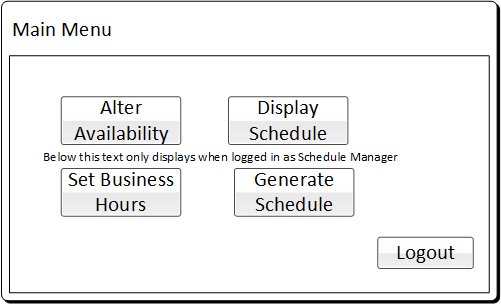 Main Menu
Alter
Availability
Display
Schedule
Below this text only displays when logged in as Schedule Manager
Set Business
Hours
Generate
Schedule
Logout